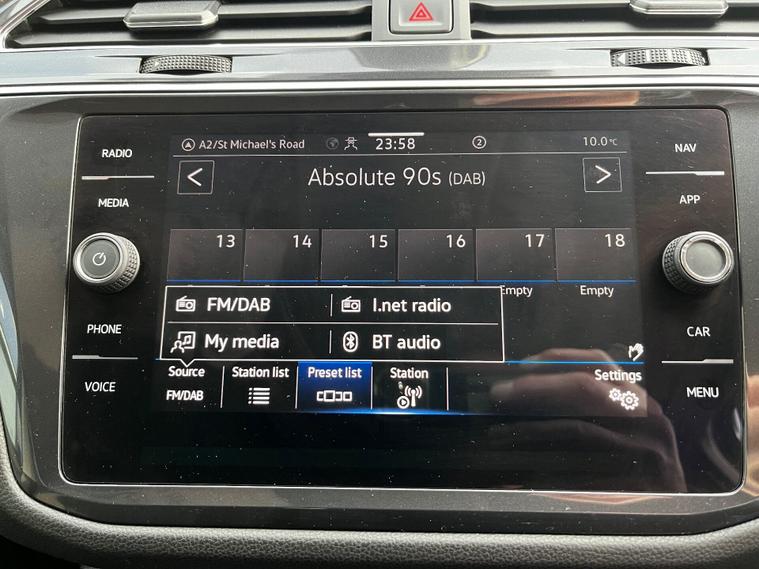 RADIO
MEDIA
PHONE
VOICE
A2/St Michael's Road
23:58
2
10.0°C
Absolute 90s (DAB)
13 14 15 16 17 18
Empty Empty
FM/DAB I.net radio
My media BT audio
Source Station list Preset list Station Settings
FM/DAB
NAV
APP
CAR
MENU